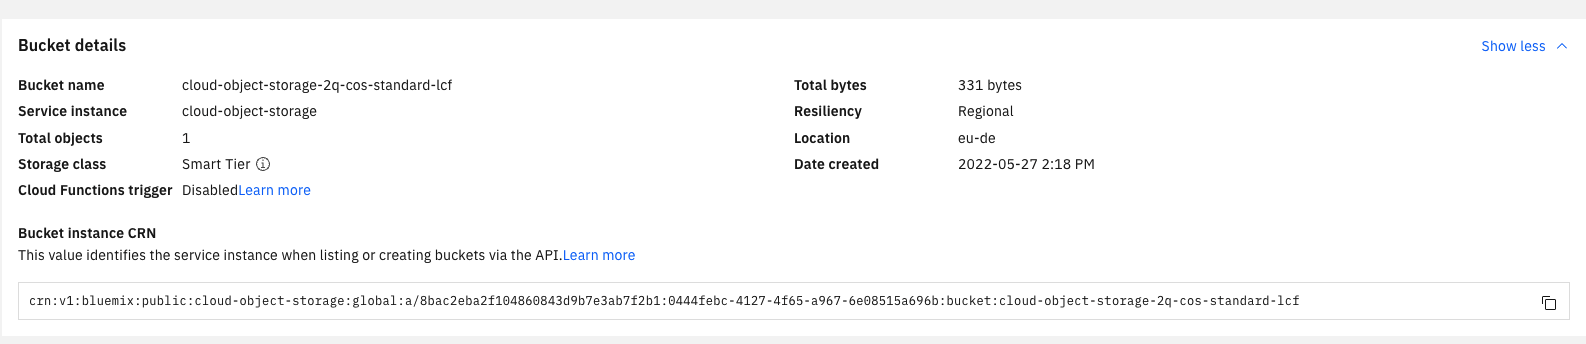 Bucket details
Show less
Bucket name cloud-object-storage-2q-cos-standard-lcf Total bytes 331 bytes
Service instance cloud-object-storage Resiliency Regional
Total objects 1 Location eu-de
Storage class Smart Tier Date created 2022-05-27 2:18 PM
Cloud Functions trigger DisabledLearn more
Bucket instance CRN
This value identifies the service instance when listing or creating buckets via the API.Learn more
crn:v1:bluemix:public:cloud-object-storage:global:a/8bac2eba2f104860843d9b7e3ab7f2b1:0444febc-4127-4f65-a967-6e08515a696b:bucket:cloud-object-storage-2q-cos-standard-lcf